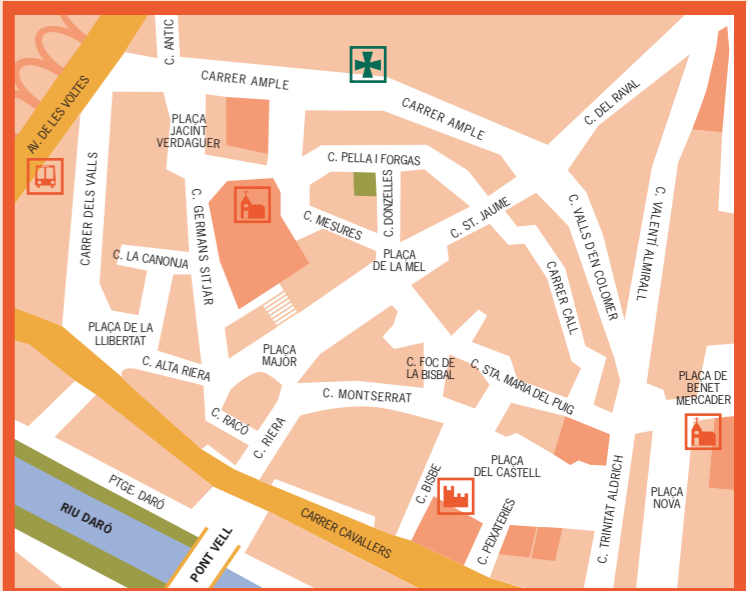 C. ANTIC
AV. DE LES VOLTES
CARRER AMPLE
CARRER AMPLE
C. DEL RAVAL
PLAÇA
JACINT
VERDAGUER
C. PELLA I FORGAS
CARRER DELS VALLS
C. GERMANS SITJAR
C. DONZELLES
C. MESURES
C. ST. JAUME
C. VALLS D'EN COLOMER
C. VALENTÍ ALMIRALL
C. LA CANONJA
PLAÇA
DE LA MEL
CARRER CALL
PLAÇA DE LA
LLIBERTAT
PLAÇA
MAJOR
C. ALTA RIERA
C. FOC DE
LA BISBAL
C. STA. MARIA DEL PUIG
PLAÇA DE
BENET
MERCADER
C. MONTSERRAT
C. RACÓ
C. RIERA
PLAÇA
DEL CASTELL
C. BISBE
C. TRINITAT ALDRICH
PLAÇA
NOVA
PTGE. DARÓ
RIU DARÓ
PONT VELL
CARRER CAVALLERS
C. PEIXATERIES